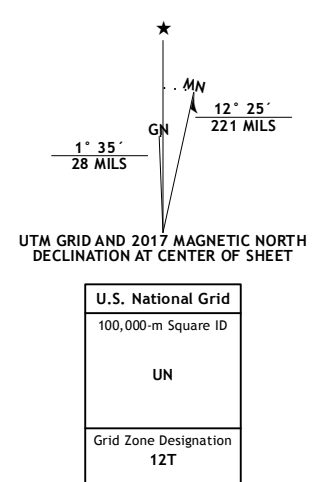 ★
MN
GN
12° 25´
221 MILS
1° 35´
28 MILS
UTM GRID AND 2017 MAGNETIC NORTH
DECLINATION AT CENTER OF SHEET
U.S. National Grid
100,000-m Square ID
UN
Grid Zone Designation
12T